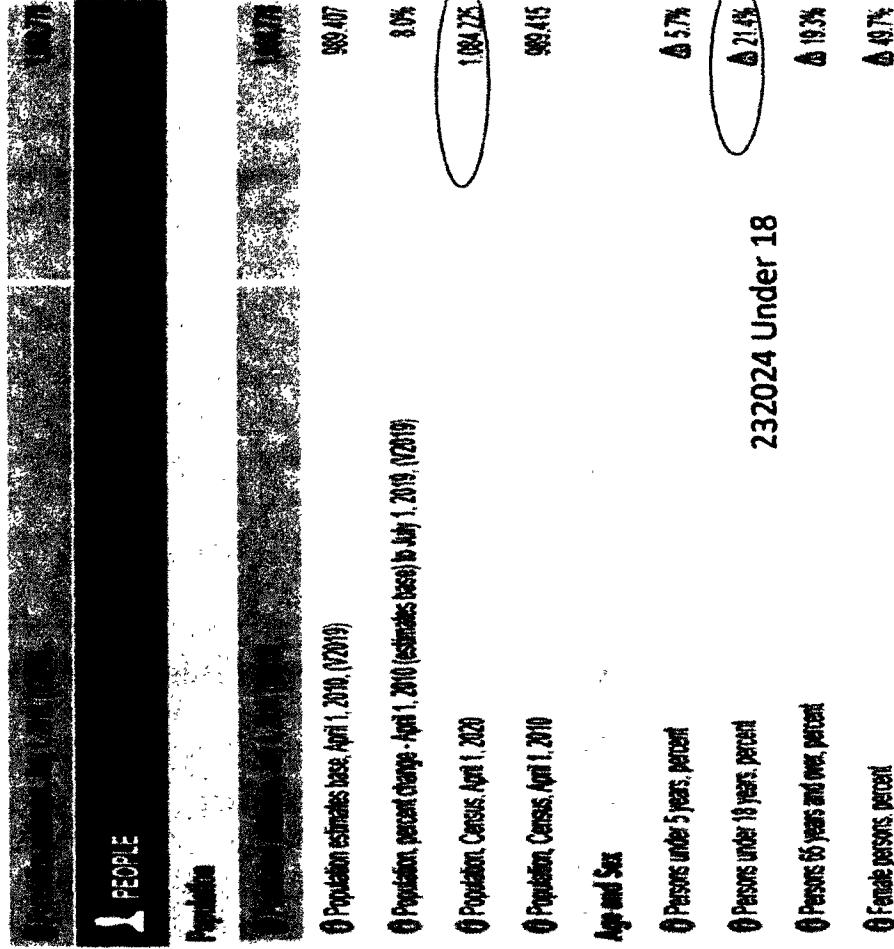 PEOPLE
Population
Population estimates base, April 1, 2010, (V2019) 989,407
Population, percent change - April 1, 2010 (estimates base) to July 1, 2019, (V2019) 8.0%
Population, Census, April 1, 2020 1,084,225
Population, Census, April 1, 2010 989,415
Age and Sex
Persons under 5 years, percent 5.7%
Persons under 18 years, percent 21.4%
Persons 65 years and over, percent 19.3%
Female persons, percent 49.7%
232024 Under 18